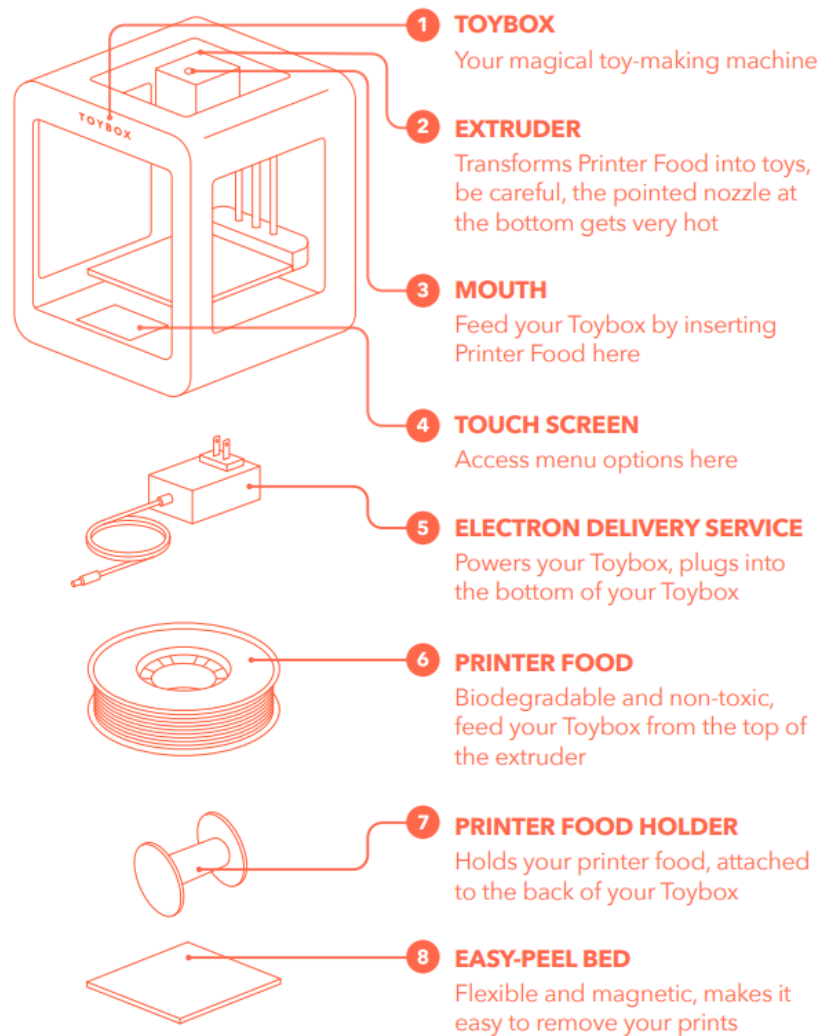 1 TOYBOX
Your magical toy-making machine
TOYBOX
2 EXTRUDER
Transforms Printer Food into toys,
be careful, the pointed nozzle at
the bottom gets very hot
3 MOUTH
Feed your Toybox by inserting
Printer Food here
4 TOUCH SCREEN
Access menu options here
5 ELECTRON DELIVERY SERVICE
Powers your Toybox, plugs into
the bottom of your Toybox
6 PRINTER FOOD
Biodegradable and non-toxic,
feed your Toybox from the top of
the extruder
7 PRINTER FOOD HOLDER
Holds your printer food, attached
to the back of your Toybox
8 EASY-PEEL BED
Flexible and magnetic, makes it
easy to remove your prints